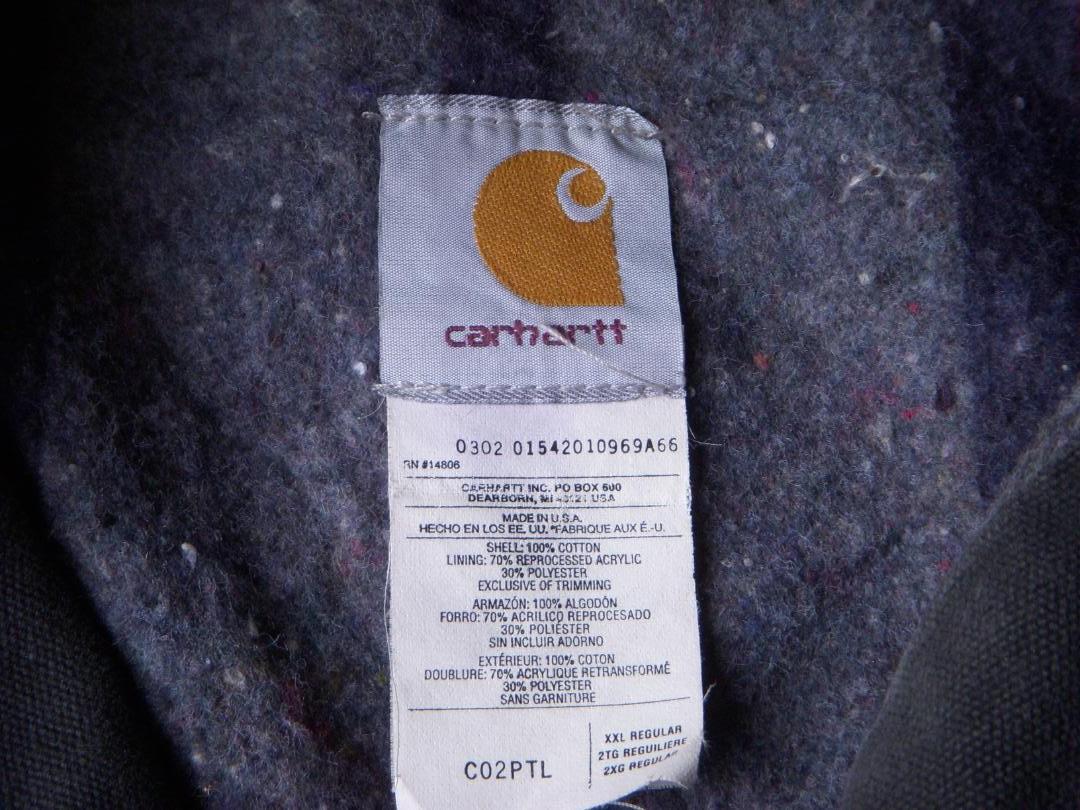 carhartt
0302 01542010969A66
RN #14806
CARHARTT INC. PO BOX 600
DEARBORN, MI 48121 USA
MADE IN U.S.A.
HECHO EN LOS EE. UU. *FABRIQUE AUX É.-U.
SHELL: 100% COTTON
LINING: 70% REPROCESSED ACRYLIC
30% POLYESTER
EXCLUSIVE OF TRIMMING
ARMAZÓN: 100% ALGODÓN
FORRO: 70% ACRILICO REPROCESADO
30% POLIÉSTER
SIN INCLUIR ADORNO
EXTÉRIEUR: 100% COTON
DOUBLURE: 70% ACRYLIQUE RETRANSFORMÉ
30% POLYESTER
SANS GARNITURE
C02PTL
XXL REGULAR
2TG REGULIERE
2XG REGULAR